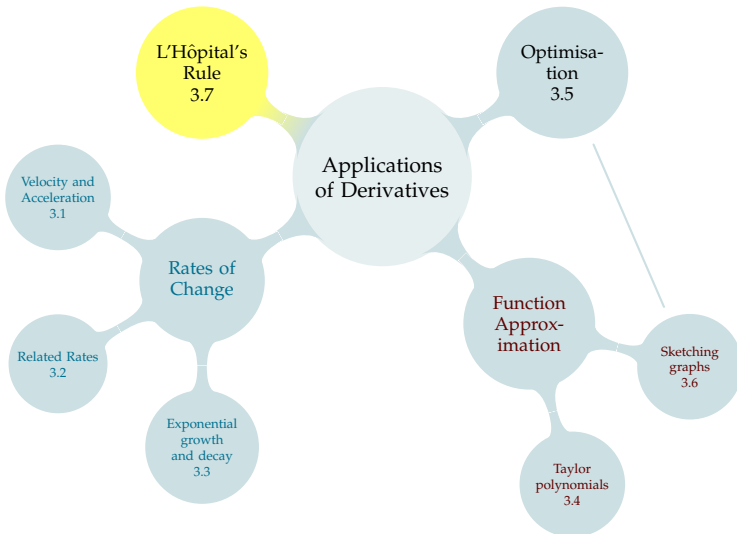 L'Hôpital's
Rule
3.7
Optimisa-
tion
3.5
Applications
of Derivatives
Velocity and
Acceleration
3.1
Rates of
Change
Related Rates
3.2
Exponential
growth
and decay
3.3
Function
Approx-
imation
Sketching
graphs
3.6
Taylor
polynomials
3.4